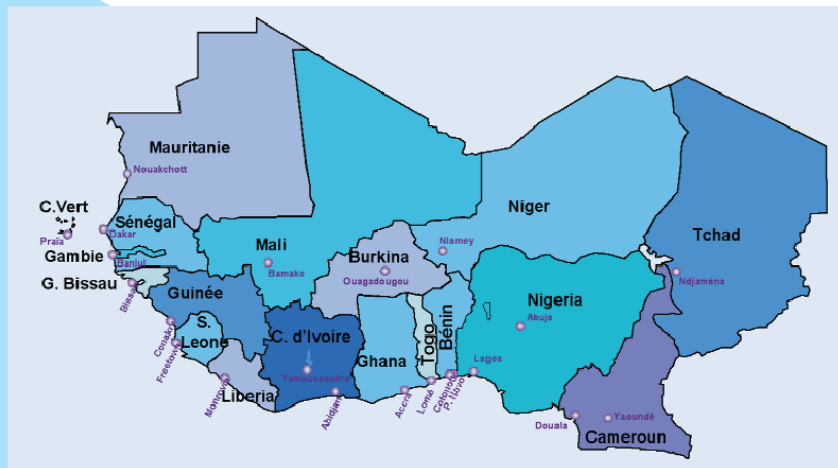 Mauritanie
Nouakchott
C.Vert
Praïa
Sénégal
Dakar
Gambie
Banjul
G. Bissau
Bissau
Mali
Bamako
Niger
Niamey
Tchad
Ndjaména
Burkina
Ouagadougou
Guinée
Conakry
S.
Leone
Freetown
Liberia
Monrovia
C. d'Ivoire
Yamoussoukro
Abidjan
Ghana
Accra
Togo
Lomé
Bénin
Cotonou
P. Novo
Nigeria
Abuja
Lagos
Douala
Yaoundé
Cameroun